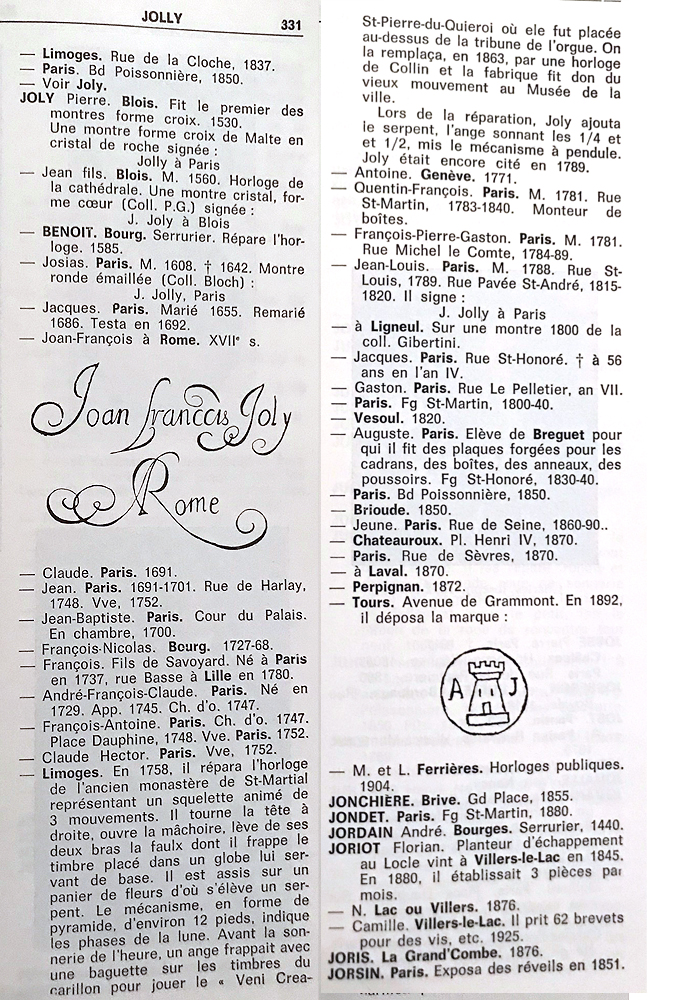 JOLLY
331
— Limoges. Rue de la Cloche, 1837.
— Paris. Bd Poissonnière, 1850.
— Voir Joly.
JOLY Pierre. Blois. Fit le premier des
montres forme croix. 1530.
Une montre forme croix de Malte en
cristal de roche signée :
Jolly à Paris
— Jean fils. Blois. M. 1560. Horloge de
la cathédrale. Une montre cristal, for-
me cœur (Coll. P.G.) signée :
J. Joly à Blois
— BENOIT. Bourg. Serrurier. Répare l'hor-
loge. 1585.
— Josias. Paris. M. 1608. † 1642. Montre
ronde émaillée (Coll. Bloch) :
J. Jolly, Paris
— Jacques. Paris. Marié 1655. Remarié
1686. Testa en 1692.
— Joan-François à Rome. XVIIe s.
Joan francois Joly
Rome
— Claude. Paris. 1691.
— Jean. Paris. 1691-1701. Rue de Harlay,
1748. Vve, 1752.
— Jean-Baptiste. Paris. Cour du Palais.
En chambre, 1700.
— François-Nicolas. Bourg. 1727-68.
— François. Fils de Savoyard. Né à Paris
en 1737, rue Basse à Lille en 1780.
— André-François-Claude. Paris. Né en
1729. App. 1745. Ch. d'o. 1747.
— François-Antoine. Paris. Ch. d'o. 1747.
Place Dauphine, 1748. Vve. Paris. 1752.
— Claude Hector. Paris. Vve, 1752.
— Limoges. En 1758, il répara l'horloge
de l'ancien monastère de St-Martial
représentant un squelette animé de
3 mouvements. Il tourne la tête à
droite, ouvre la mâchoire, lève de ses
deux bras la faulx dont il frappe le
timbre placé dans un globe lui ser-
vant de base. Il est assis sur un
panier de fleurs d'où s'élève un ser-
pent. Le mécanisme, en forme de
pyramide, d'environ 12 pieds, indique
les phases de la lune. Avant la son-
nerie de l'heure, un ange frappait avec
une baguette sur les timbres du
carillon pour jouer le « Veni Crea-
St-Pierre-du-Quieroi où ele fut placée
au-dessus de la tribune de l'orgue. On
la remplaça, en 1863, par une horloge
de Collin et la fabrique fit don du
vieux mouvement au Musée de la
ville.
Lors de la réparation, Joly ajouta
le serpent, l'ange sonnant les 1/4 et
et 1/2, mis le mécanisme à pendule.
Joly était encore cité en 1789.
— Antoine. Genève. 1771.
— Quentin-François. Paris. M. 1781. Rue
St-Martin, 1783-1840. Monteur de
boîtes.
— François-Pierre-Gaston. Paris. M. 1781.
Rue Michel le Comte, 1784-89.
— Jean-Louis. Paris. M. 1788. Rue St-
Louis, 1789. Rue Pavée St-André, 1815-
1820. Il signe :
J. Jolly à Paris
— à Ligneul. Sur une montre 1800 de la
coll. Gibertini.
— Jacques. Paris. Rue St-Honoré. † à 56
ans en l'an IV.
— Gaston. Paris. Rue Le Pelletier, an VII.
— Paris. Fg St-Martin, 1800-40.
— Vesoul. 1820.
— Auguste. Paris. Elève de Breguet pour
qui il fit des plaques forgées pour les
cadrans, des boîtes, des anneaux, des
poussoirs. Fg St-Honoré, 1830-40.
— Paris. Bd Poissonnière, 1850.
— Brioude. 1850.
— Jeune. Paris. Rue de Seine, 1860-90..
— Chateauroux. Pl. Henri IV, 1870.
— Paris. Rue de Sèvres, 1870.
— à Laval. 1870.
— Perpignan. 1872.
— Tours. Avenue de Grammont. En 1892,
il déposa la marque :
A J
— M. et L. Ferrières. Horloges publiques.
1904.
JONCHIÈRE. Brive. Gd Place, 1855.
JONDET. Paris. Fg St-Martin, 1880.
JORDAIN André. Bourges. Serrurier, 1440.
JORIOT Florian. Planteur d'échappement
au Locle vint à Villers-le-Lac en 1845.
En 1880, il établissait 3 pièces par
mois.
— N. Lac ou Villers. 1876.
— Camille. Villers-le-Lac. Il prit 62 brevets
pour des vis, etc. 1925.
JORIS. La Grand'Combe. 1876.
JORSIN. Paris. Exposa des réveils en 1851.